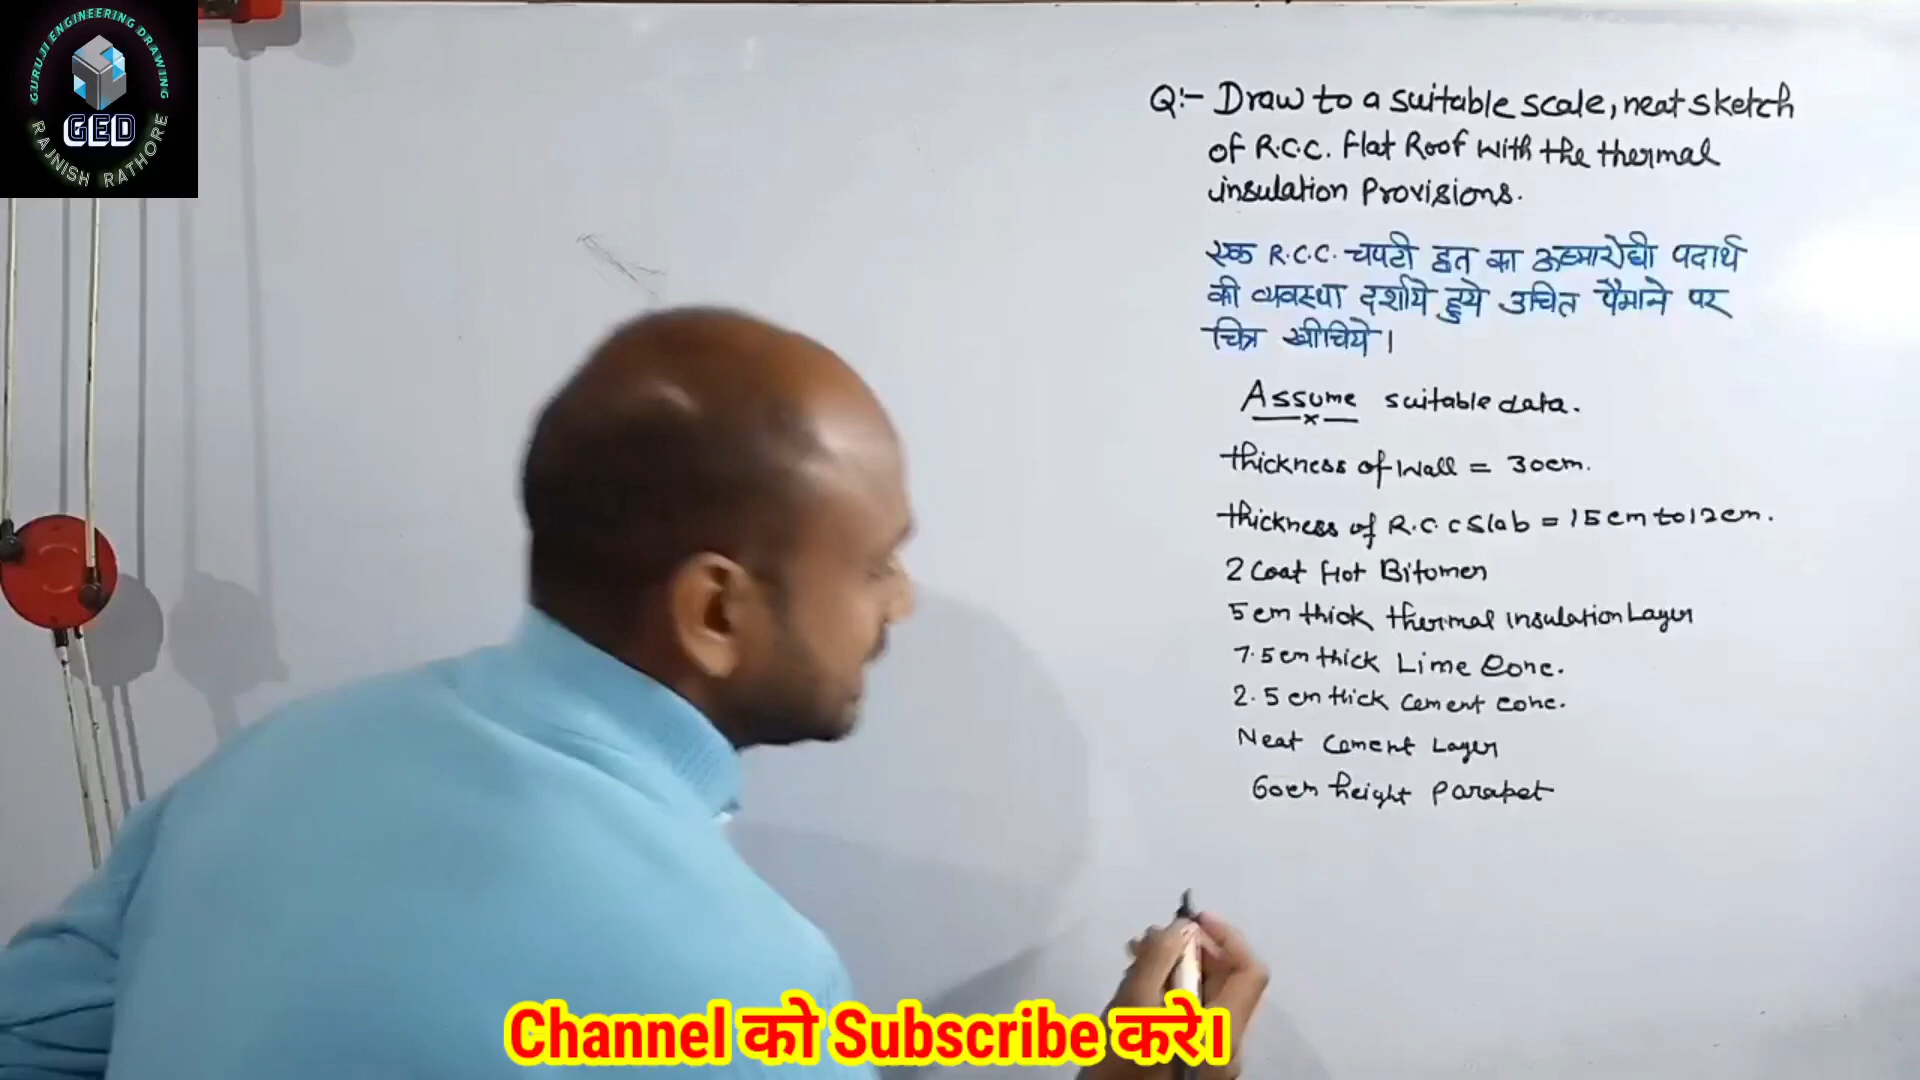 GURUJI ENGINEERING DRAWING
GED
RAJNISH RATHORE
Q:- Draw to a suitable scale, neat sketch
of R.C.C. flat Roof with the thermal
insulation Provisions.
एक R.C.C. चपटी छत का ऊष्मारोधी पदार्थ
की व्यवस्था दर्शाये हुये उचित पैमाने पर
चित्र खीचिये।
Assume suitable data.
thickness of wall = 30cm.
thickness of R.C.C slab = 15cm to 12cm.
2 Coat Hot Bitumen
5cm thick thermal insulation Layer
7.5cm thick Lime Conc.
2.5cm thick Cement conc.
Neat Cement Layer
60cm height Parapet
Channel को Subscribe करे।